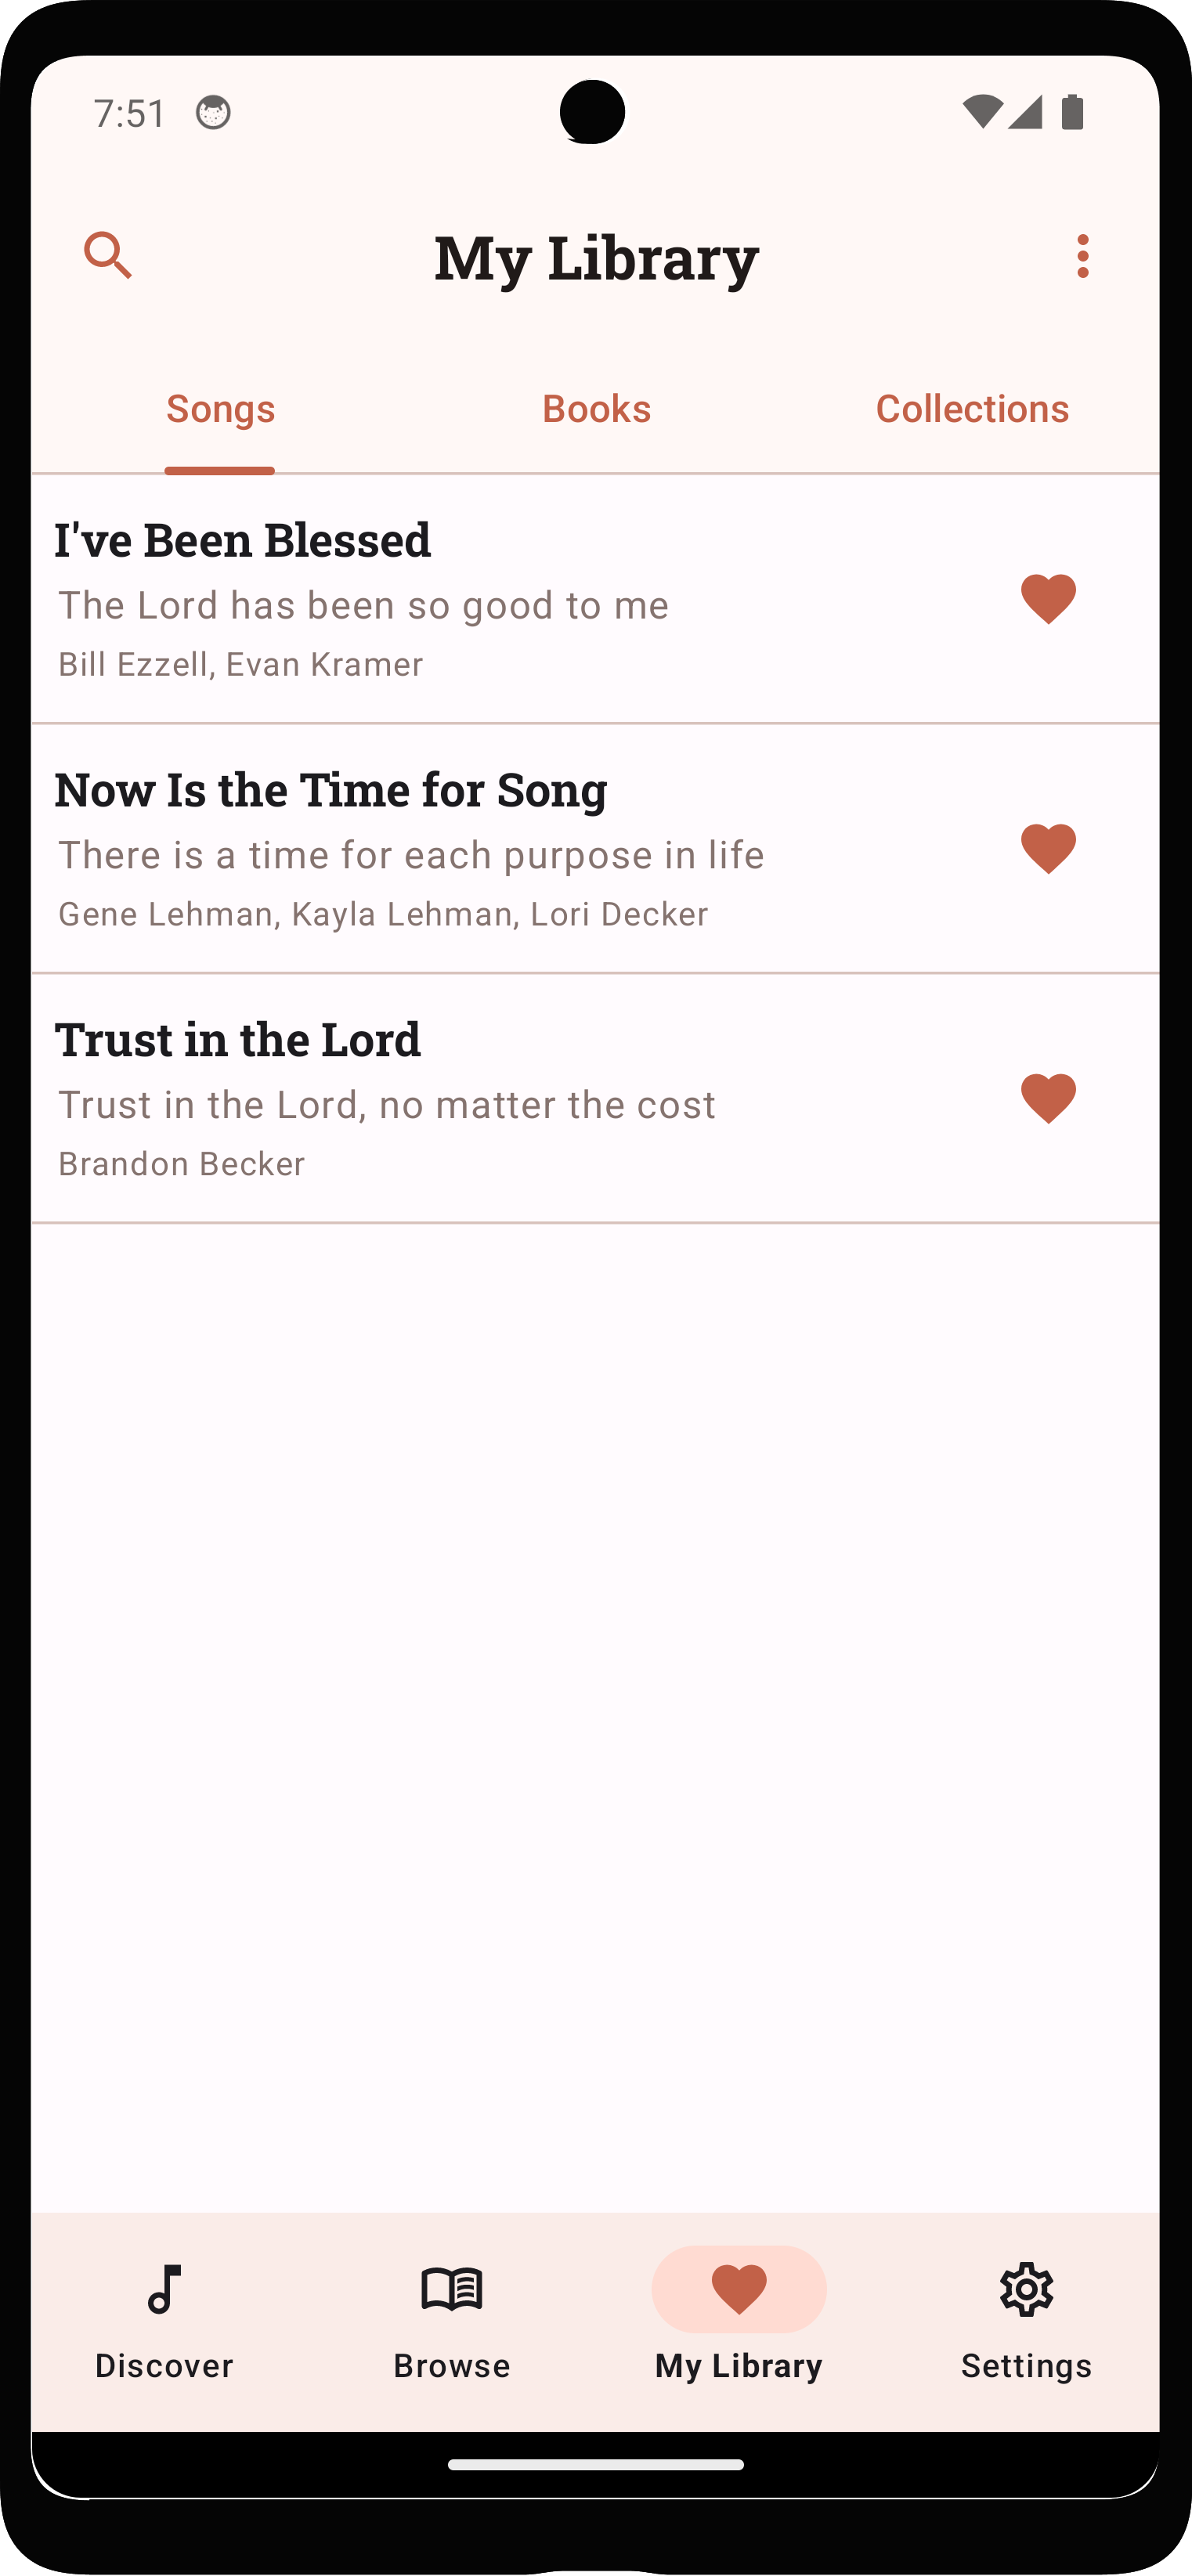 7:51
My Library
Songs Books Collections
I've Been Blessed
The Lord has been so good to me
Bill Ezzell, Evan Kramer
Now Is the Time for Song
There is a time for each purpose in life
Gene Lehman, Kayla Lehman, Lori Decker
Trust in the Lord
Trust in the Lord, no matter the cost
Brandon Becker
Discover Browse My Library Settings